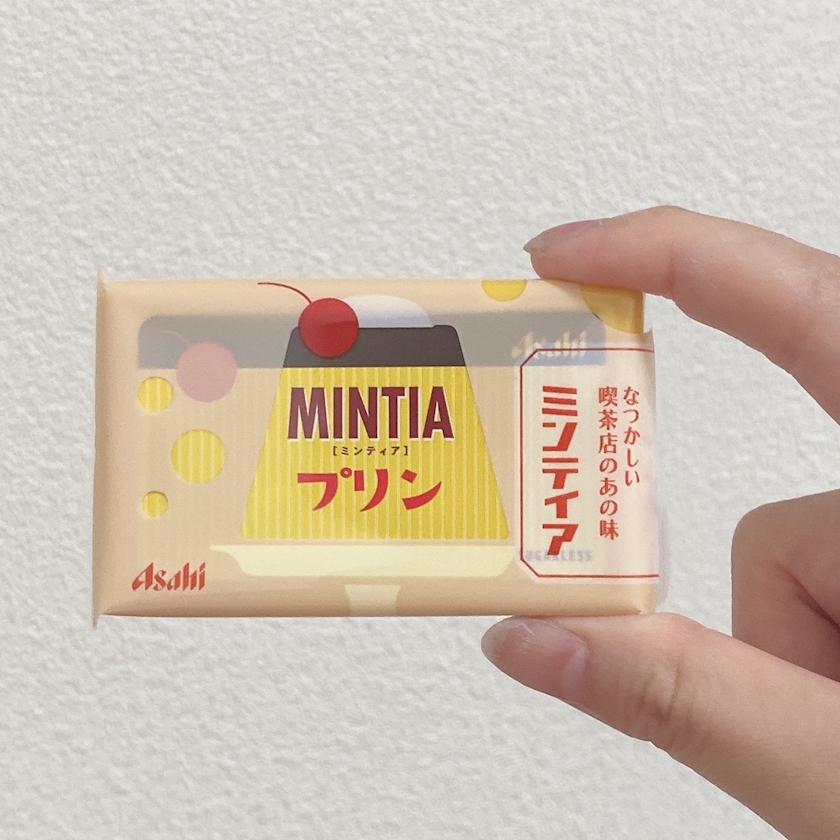 MINTIA
[ミンティア]
プリン
Asahi
Asahi
なつかしい
喫茶店のあの味
ミンティア
SUGARLESS